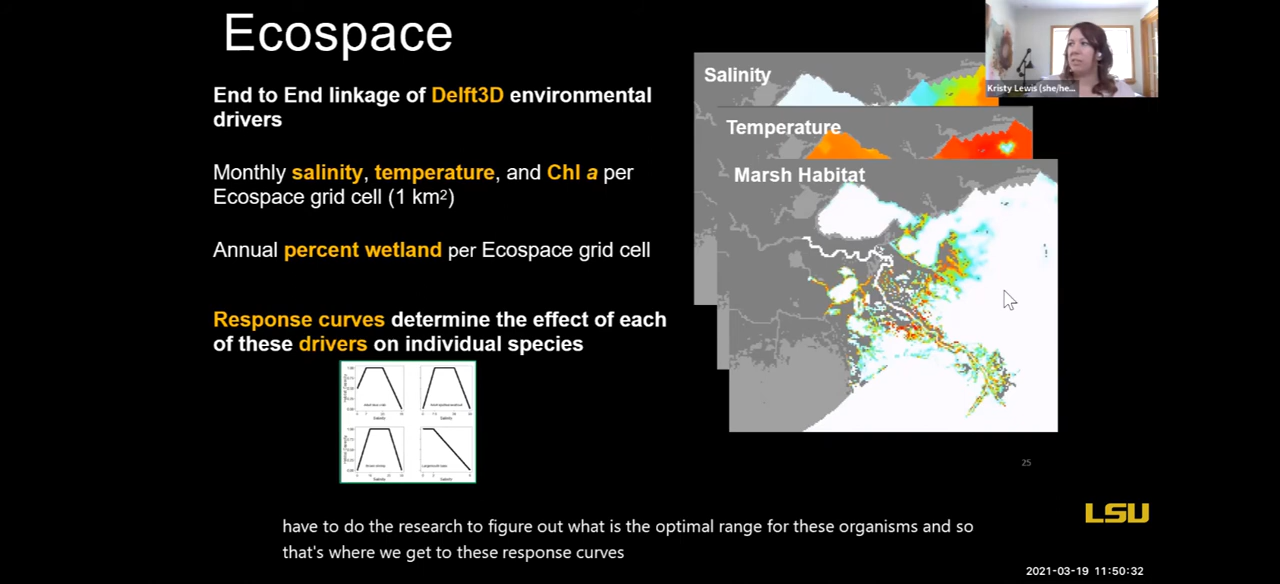 Ecospace
End to End linkage of Delft3D environmental
drivers
Monthly salinity, temperature, and Chl a per
Ecospace grid cell (1 km²)
Annual percent wetland per Ecospace grid cell
Response curves determine the effect of each
of these drivers on individual species
Salinity
Temperature
Marsh Habitat
Kristy Lewis (she/he...
25
LSU
have to do the research to figure out what is the optimal range for these organisms and so
that's where we get to these response curves
2021-03-19 11:50:32